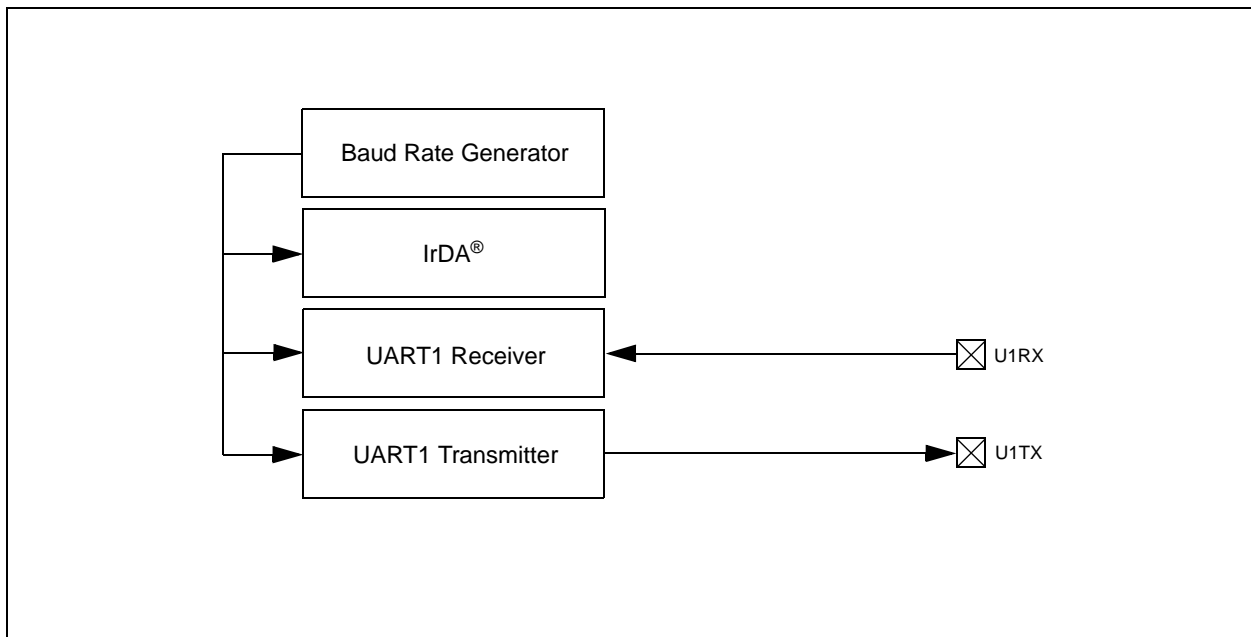 Baud Rate Generator
IrDA®
UART1 Receiver
U1RX
UART1 Transmitter
U1TX